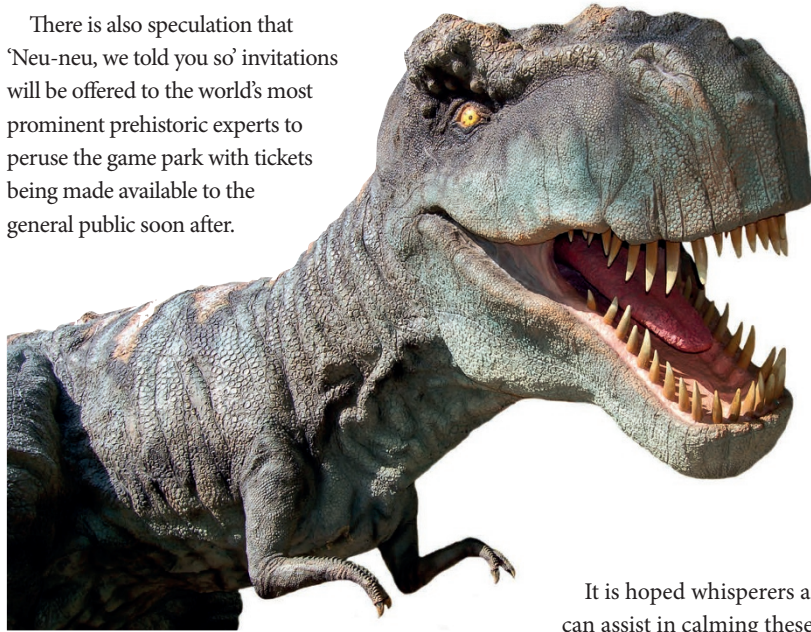 There is also speculation that
‘Neu-neu, we told you so’ invitations
will be offered to the world’s most
prominent prehistoric experts to
peruse the game park with tickets
being made available to the
general public soon after.
It is hoped whisperers a
can assist in calming these